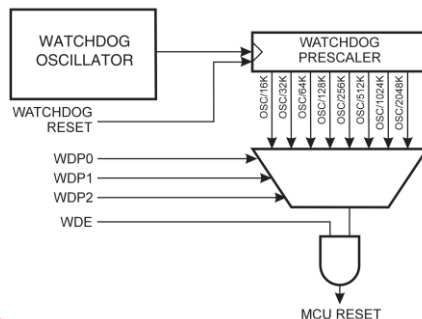 WATCHDOG
OSCILLATOR
WATCHDOG
PRESCALER
WATCHDOG
RESET
OSC/16K
OSC/32K
OSC/64K
OSC/128K
OSC/256K
OSC/512K
OSC/1024K
OSC/2048K
WDP0
WDP1
WDP2
WDE
MCU RESET